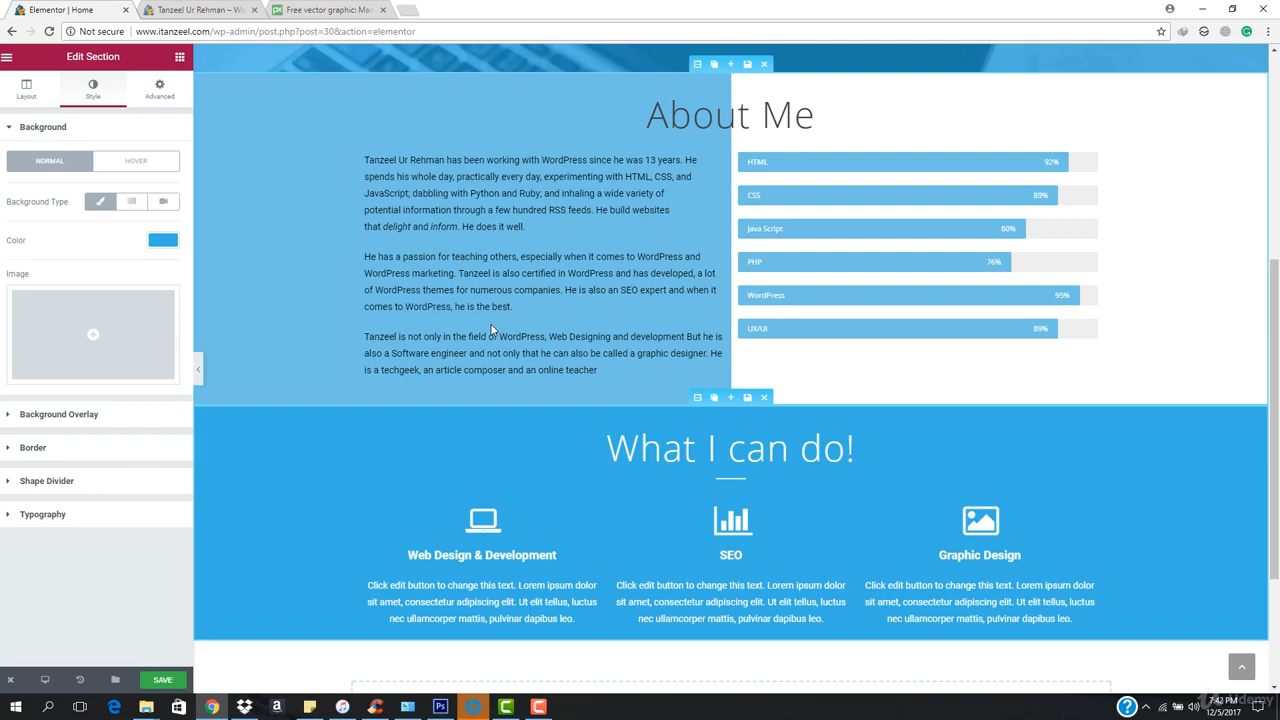 Elementor | Home
Tanzeel Ur Rehman – Wo
Free vector graphic: Man
Not secure
www.itanzeel.com/wp-admin/post.php?post=30&action=elementor
Edit Section
Layout
Style
Advanced
Background
NORMAL
HOVER
Background Type
Color
Image
Background Overlay
Border
Shape Divider
Typography
SAVE
About Me
Tanzeel Ur Rehman has been working with WordPress since he was 13 years. He
spends his whole day, practically every day, experimenting with HTML, CSS, and
JavaScript; dabbling with Python and Ruby; and inhaling a wide variety of
potential information through a few hundred RSS feeds. He build websites
that delight and inform. He does it well.
He has a passion for teaching others, especially when it comes to WordPress and
WordPress marketing. Tanzeel is also certified in WordPress and has developed, a lot
of WordPress themes for numerous companies. He is also an SEO expert and when it
comes to WordPress, he is the best.
Tanzeel is not only in the field of WordPress, Web Designing and development But he is
also a Software engineer and not only that he can also be called a graphic designer. He
is a techgeek, an article composer and an online teacher
HTML 92%
CSS 89%
Java Script 80%
PHP 76%
WordPress 95%
UX/UI 89%
What I can do!
Web Design & Development
Click edit button to change this text. Lorem ipsum dolor
sit amet, consectetur adipiscing elit. Ut elit tellus, luctus
nec ullamcorper mattis, pulvinar dapibus leo.
SEO
Click edit button to change this text. Lorem ipsum dolor
sit amet, consectetur adipiscing elit. Ut elit tellus, luctus
nec ullamcorper mattis, pulvinar dapibus leo.
Graphic Design
Click edit button to change this text. Lorem ipsum dolor
sit amet, consectetur adipiscing elit. Ut elit tellus, luctus
nec ullamcorper mattis, pulvinar dapibus leo.
7:42 PM
12/5/2017
Udemy